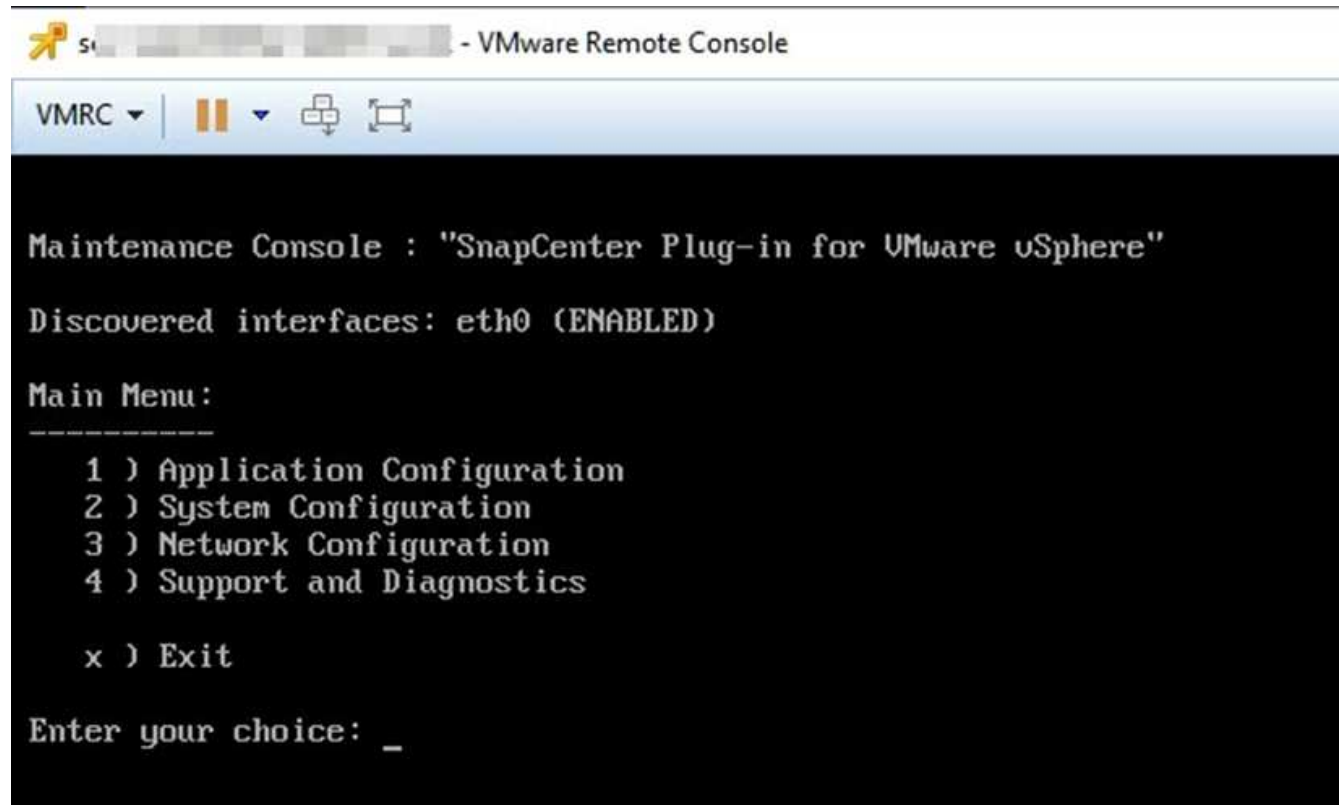 - VMware Remote Console
VMRC
Maintenance Console : "SnapCenter Plug-in for VMware vSphere"
Discovered interfaces: eth0 (ENABLED)
Main Menu:
----------
1 ) Application Configuration
2 ) System Configuration
3 ) Network Configuration
4 ) Support and Diagnostics
x ) Exit
Enter your choice: _